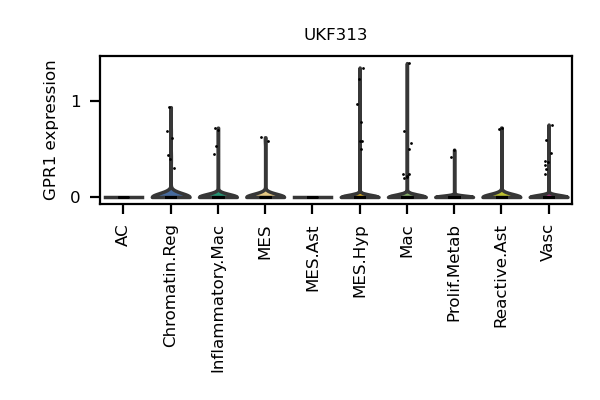 UKF313
GPR1 expression
1
0
AC
Chromatin.Reg
Inflammatory.Mac
MES
MES.Ast
MES.Hyp
Mac
Prolif.Metab
Reactive.Ast
Vasc